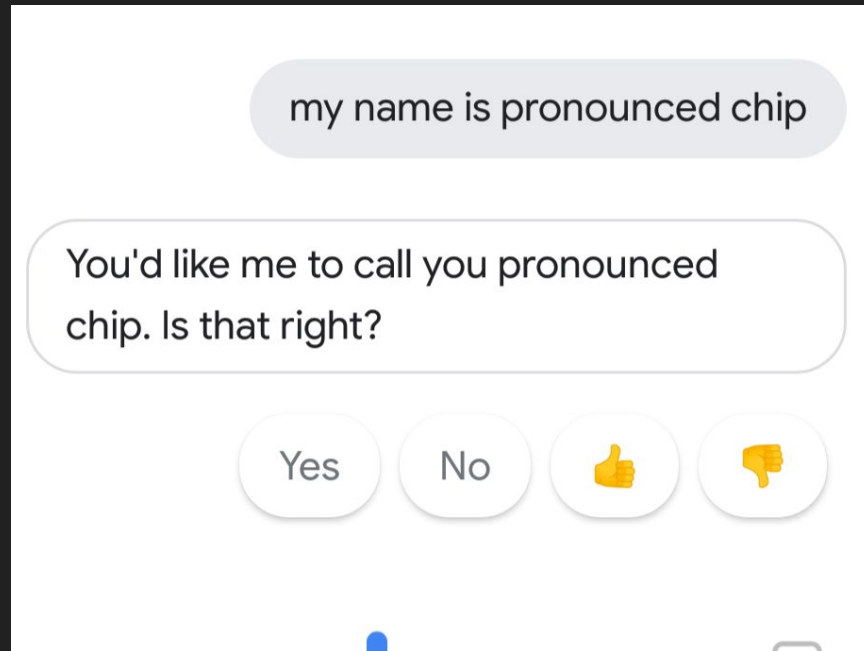 my name is pronounced chip
You'd like me to call you pronounced
chip. Is that right?
Yes No 👍 👎